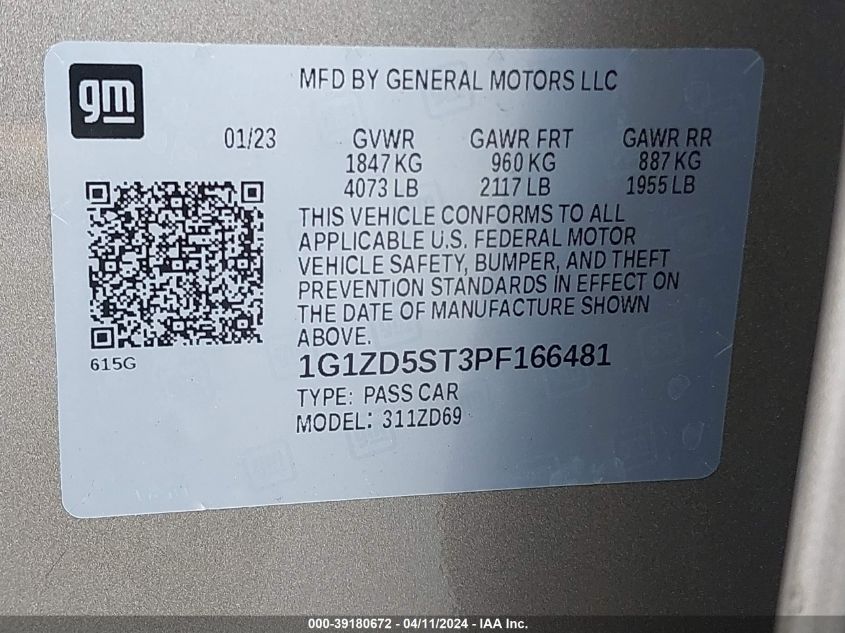 gm
MFD BY GENERAL MOTORS LLC
01/23 GVWR GAWR FRT GAWR RR
1847 KG 960 KG 887 KG
4073 LB 2117 LB 1955 LB
THIS VEHICLE CONFORMS TO ALL
APPLICABLE U.S. FEDERAL MOTOR
VEHICLE SAFETY, BUMPER, AND THEFT
PREVENTION STANDARDS IN EFFECT ON
THE DATE OF MANUFACTURE SHOWN
ABOVE.
615G
1G1ZD5ST3PF166481
TYPE: PASS CAR
MODEL: 311ZD69
000-39180672 - 04/11/2024 - IAA Inc.